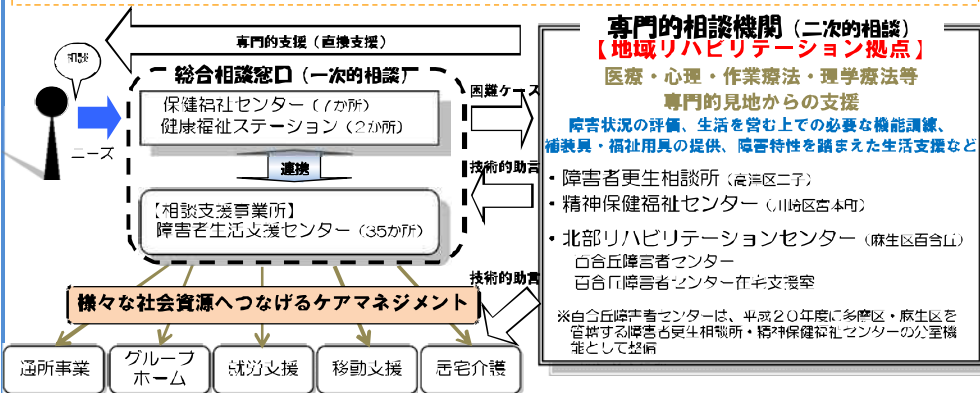 専門的支援（直接支援）
相談
ニーズ
総合相談窓口（一次的相談）
保健福祉センター（7か所）
健康福祉ステーション（2か所）
連携
【相談支援事業所】
障害者生活支援センター（35か所）
困難ケース
技術的助言
技術的助言
様々な社会資源へつなげるケアマネジメント
通所事業
グループ
ホーム
就労支援
移動支援
居宅介護
専門的相談機関（二次的相談）
【地域リハビリテーション拠点】
医療・心理・作業療法・理学療法等
専門的見地からの支援
障害状況の評価、生活を営む上での必要な機能訓練、
補装具・福祉用具の提供、障害特性を踏まえた生活支援など
・障害者更生相談所（高津区二子）
・精神保健福祉センター（川崎区宮本町）
・北部リハビリテーションセンター（麻生区百合丘）
百合丘障害者センター
百合丘障害者センター在宅支援室
※百合丘障害者センターは、平成２０年度に多摩区・麻生区を
管轄する障害者更生相談所・精神保健福祉センターの分室機
能として整備